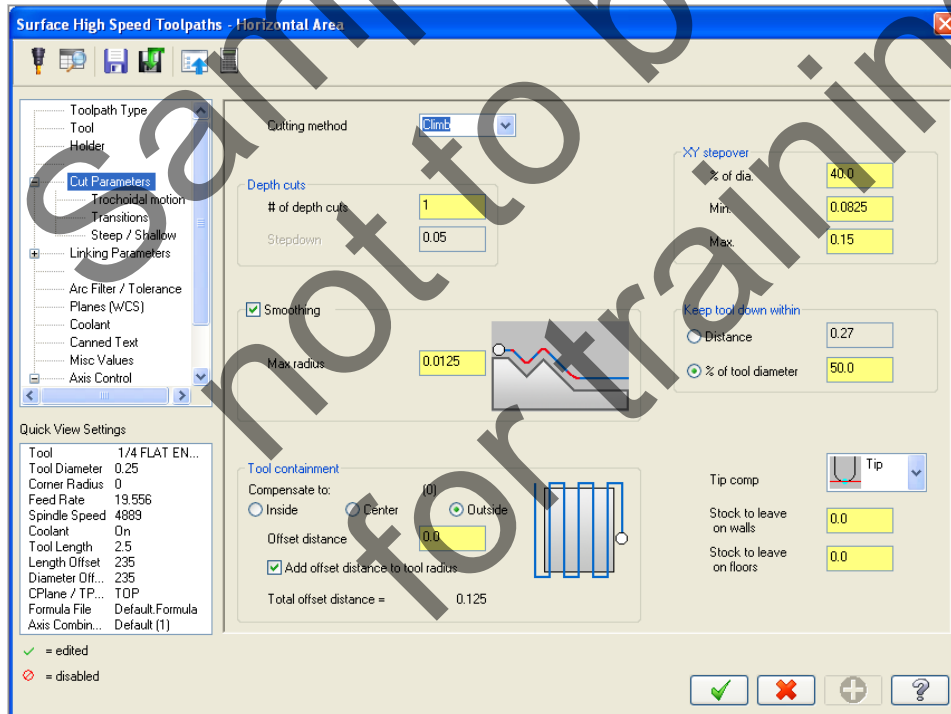 Surface High Speed Toolpaths - Horizontal Area
Toolpath Type
Tool
Holder
Cut Parameters
Trochoidal motion
Transitions
Steep / Shallow
Linking Parameters
Arc Filter / Tolerance
Planes (WCS)
Coolant
Canned Text
Misc Values
Axis Control
Quick View Settings
Tool 1/4 FLAT EN...
Tool Diameter 0.25
Corner Radius 0
Feed Rate 19.556
Spindle Speed 4889
Coolant On
Tool Length 2.5
Length Offset 235
Diameter Off... 235
CPlane / TP... TOP
Formula File Default.Formula
Axis Combin... Default (1)
= edited
= disabled
Cutting method Climb
Depth cuts
# of depth cuts 1
Stepdown 0.05
Smoothing
Max radius 0.0125
Tool containment
Compensate to: (0)
Inside Center Outside
Offset distance 0.0
Add offset distance to tool radius
Total offset distance = 0.125
XY stepover
% of dia. 40.0
Min. 0.0825
Max. 0.15
Keep tool down within
Distance 0.27
% of tool diameter 50.0
Tip comp Tip
Stock to leave
on walls 0.0
Stock to leave
on floors 0.0
not to b
for trainin